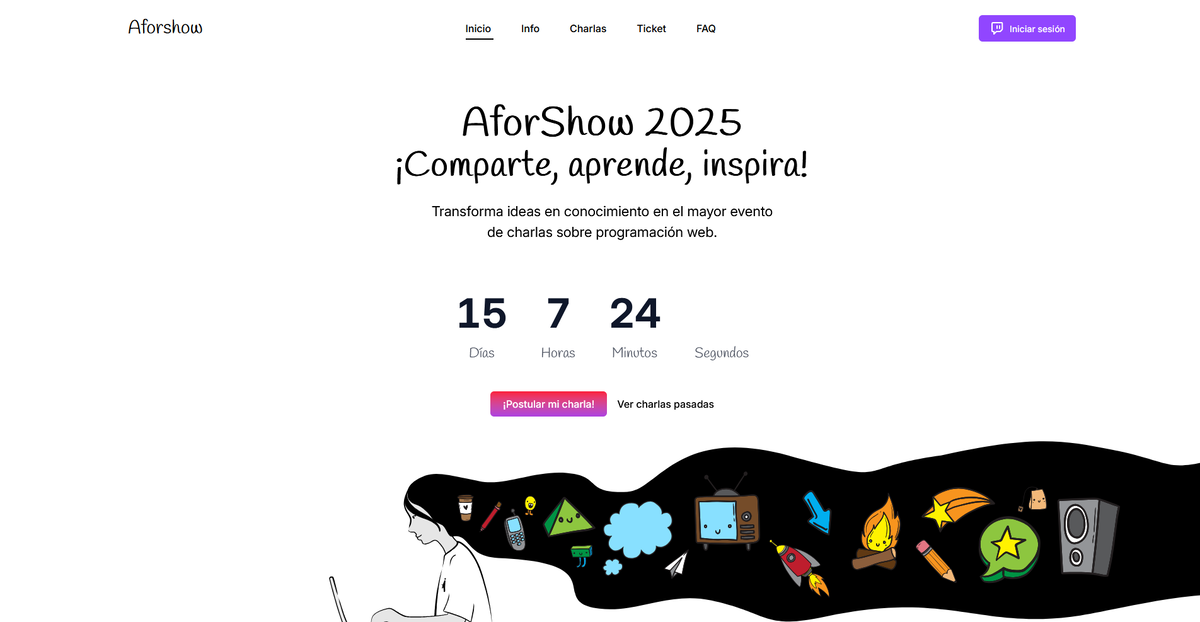 Aforshow
Inicio Info Charlas Ticket FAQ
Iniciar sesión
AforShow 2025
¡Comparte, aprende, inspira!
Transforma ideas en conocimiento en el mayor evento
de charlas sobre programación web.
15 7 24
Días Horas Minutos Segundos
¡Postular mi charla! Ver charlas pasadas